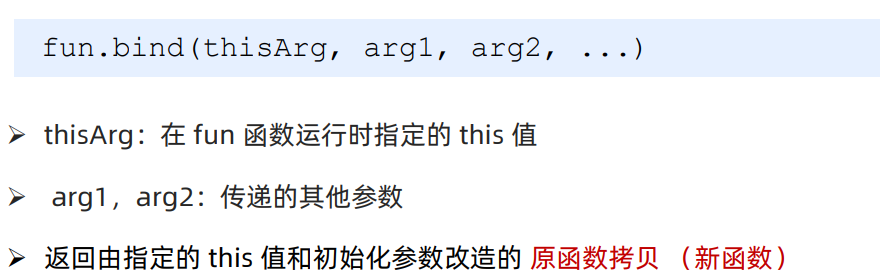 fun.bind(thisArg, arg1, arg2, ...)
➢ thisArg：在 fun 函数运行时指定的 this 值
➢ arg1，arg2：传递的其他参数
➢ 返回由指定的 this 值和初始化参数改造的 原函数拷贝 （新函数）